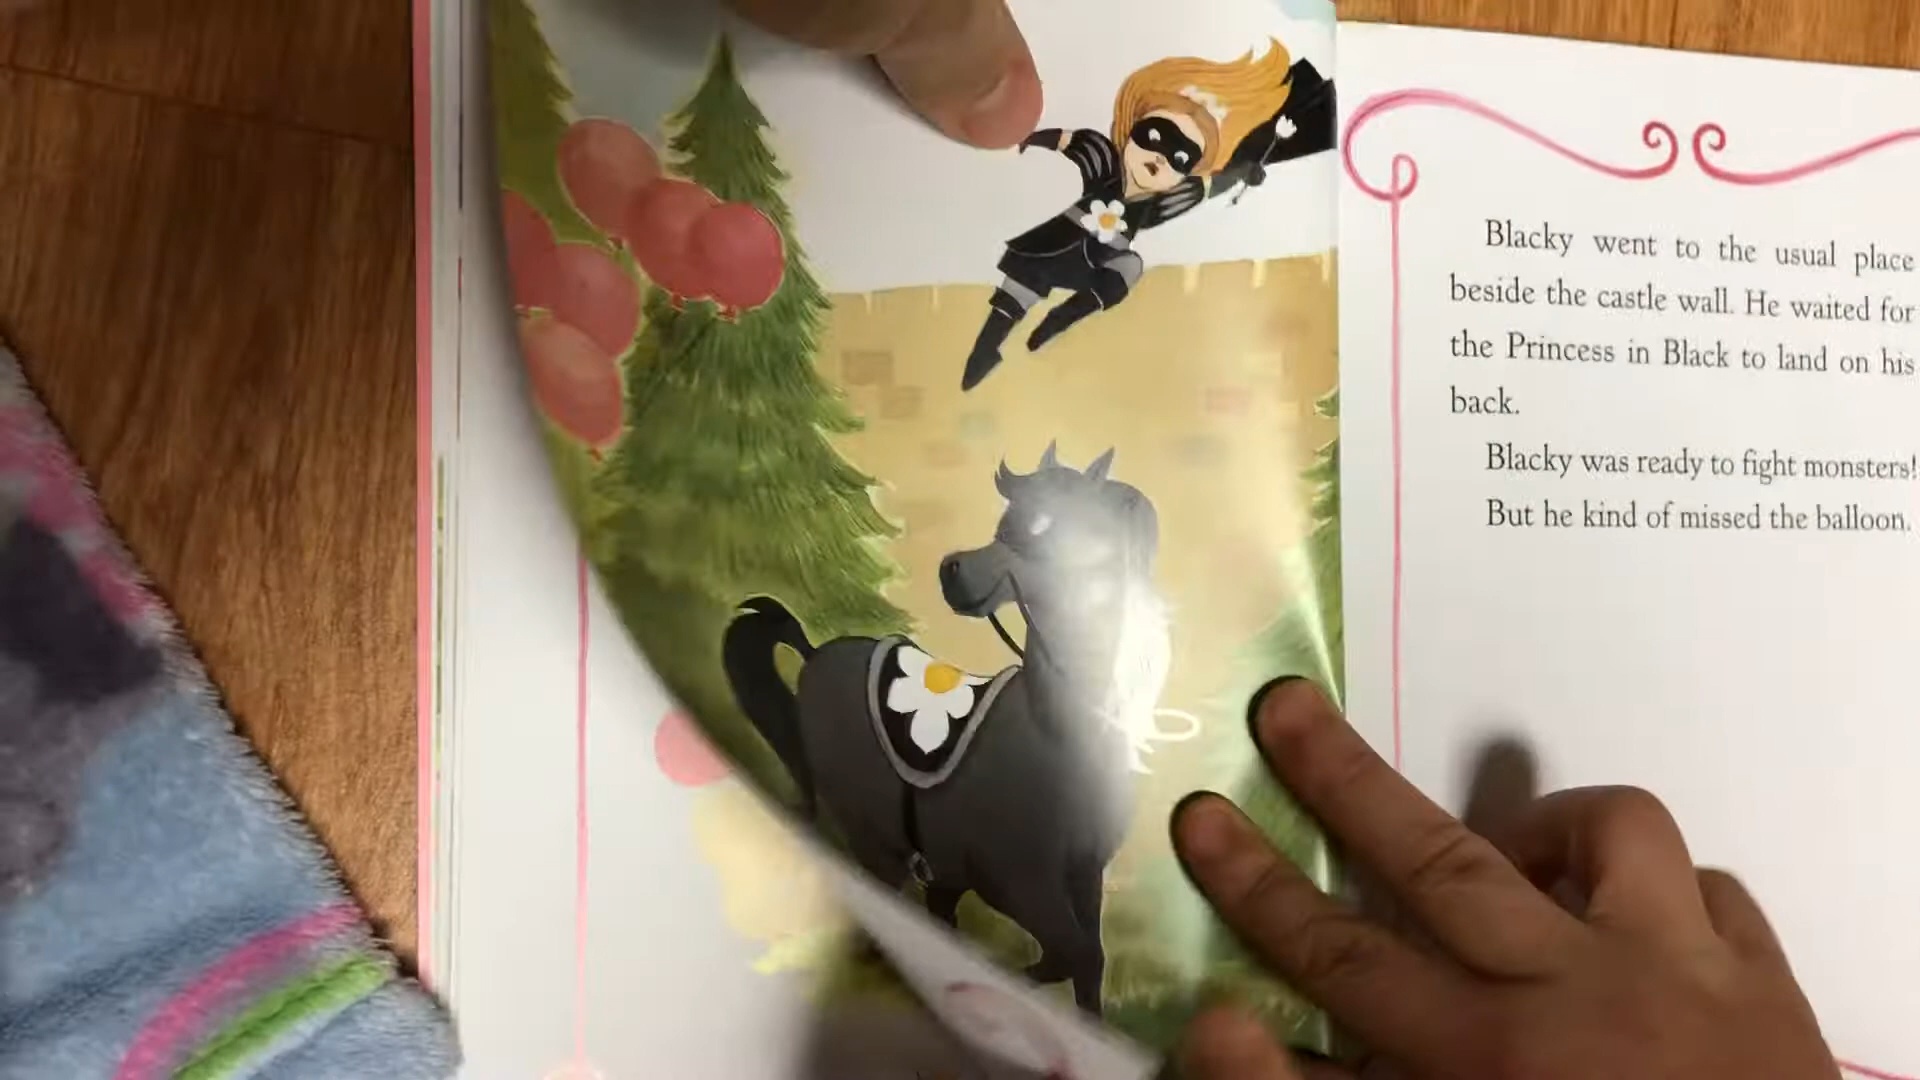 Blacky went to the usual place
beside the castle wall. He waited for
the Princess in Black to land on his
back.
Blacky was ready to fight monsters!
But he kind of missed the balloon.